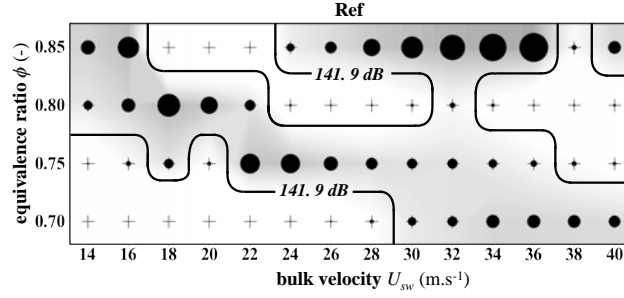 Ref
equivalence ratio ϕ (-)
0.85
0.80
0.75
0.70
141. 9 dB
141. 9 dB
14 16 18 20 22 24 26 28 30 32 34 36 38 40
bulk velocity Usw (m.s-1)